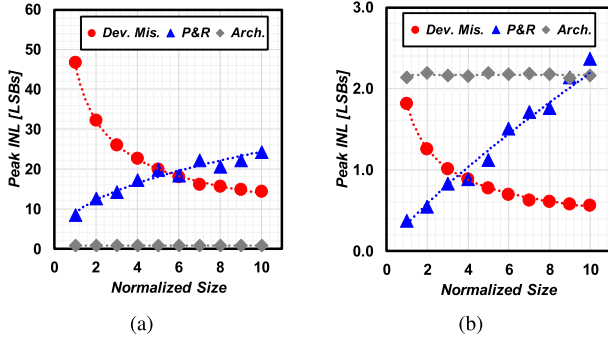 (a)
Dev. Mis. P&R Arch.
Peak INL [LSBs]
60
50
40
30
20
10
0
0 2 4 6 8 10
Normalized Size
(a)
(b)
Dev. Mis. P&R Arch.
Peak INL [LSBs]
3.0
2.0
1.0
0.0
0 2 4 6 8 10
Normalized Size
(b)